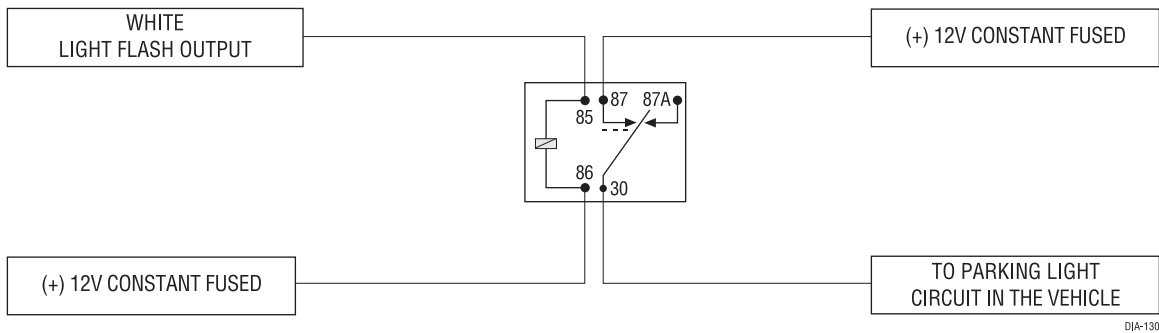 WHITE
LIGHT FLASH OUTPUT
(+) 12V CONSTANT FUSED
87
87A
85
86
30
(+) 12V CONSTANT FUSED
TO PARKING LIGHT
CIRCUIT IN THE VEHICLE
DIA-130